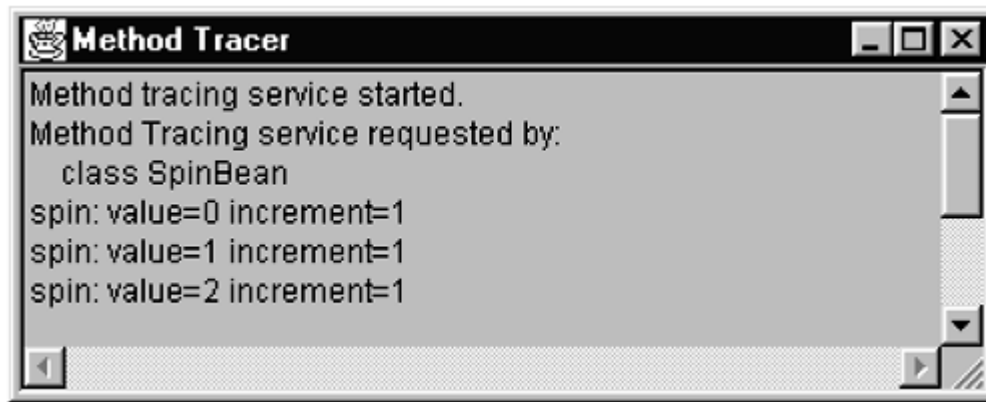 Method Tracer
Method tracing service started.
Method Tracing service requested by:
class SpinBean
spin: value=0 increment=1
spin: value=1 increment=1
spin: value=2 increment=1